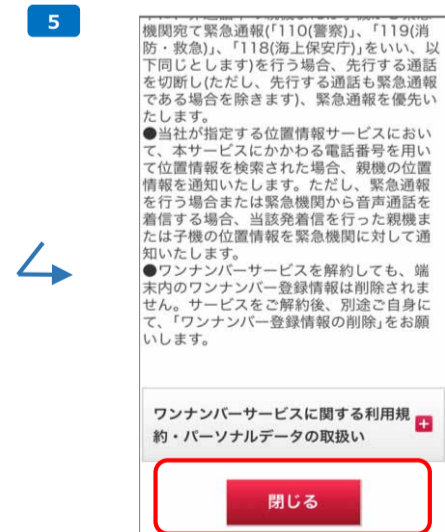 5
機関宛て緊急通報(「110(警察)」、「119(消
防・救急)」、「118(海上保安庁)」をいい、以
下同じとします)を行う場合、先行する通話
を切断し(ただし、先行する通話も緊急通報
である場合を除きます)、緊急通報を優先い
たします。
●当社が指定する位置情報サービスにおい
て、本サービスにかかわる電話番号を用い
て位置情報を検索された場合、親機の位置
情報を通知いたします。ただし、緊急通報
を行う場合または緊急機関から音声通話を
着信する場合、当該発着信を行った親機ま
たは子機の位置情報を緊急機関に対して通
知いたします。
●ワンナンバーサービスを解約しても、端
末内のワンナンバー登録情報は削除されま
せん。サービスをご解約後、別途ご自身に
て、「ワンナンバー登録情報の削除」をお願
いします。
ワンナンバーサービスに関する利用規
約・パーソナルデータの取扱い
閉じる